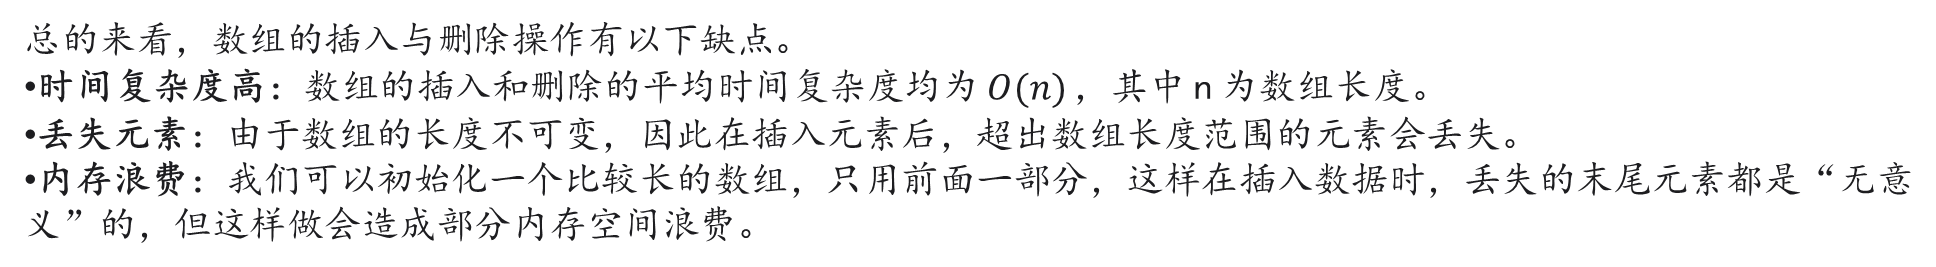 总的来看，数组的插入与删除操作有以下缺点。
•时间复杂度高：数组的插入和删除的平均时间复杂度均为 O(n)，其中 n 为数组长度。
•丢失元素：由于数组的长度不可变，因此在插入元素后，超出数组长度范围的元素会丢失。
•内存浪费：我们可以初始化一个比较长的数组，只用前面一部分，这样在插入数据时，丢失的末尾元素都是“无意
义”的，但这样做会造成部分内存空间浪费。